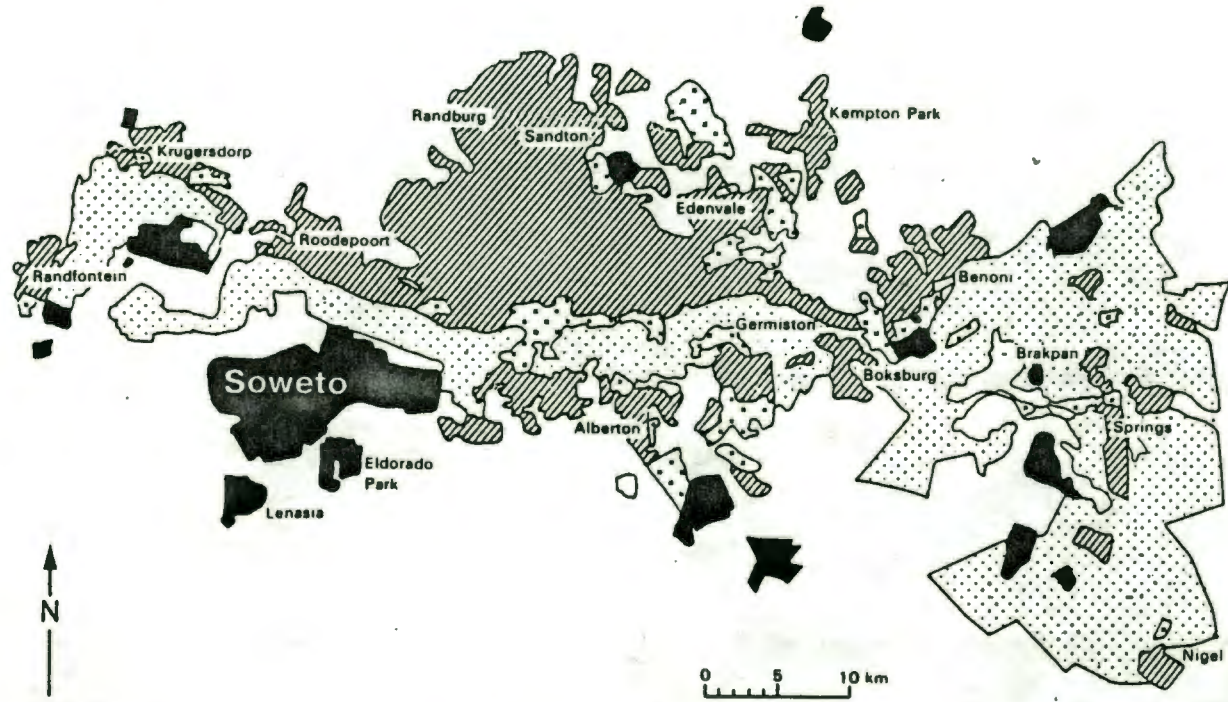 Randburg
Sandton
Kempton Park
Krugersdorp
Edenvale
Roodepoort
Randfontein
Benoni
Germiston
Brakpan
Boksburg
Soweto
Alberton
Springs
Eldorado
Park
Lenasia
N
0 5 10 km
Nigel